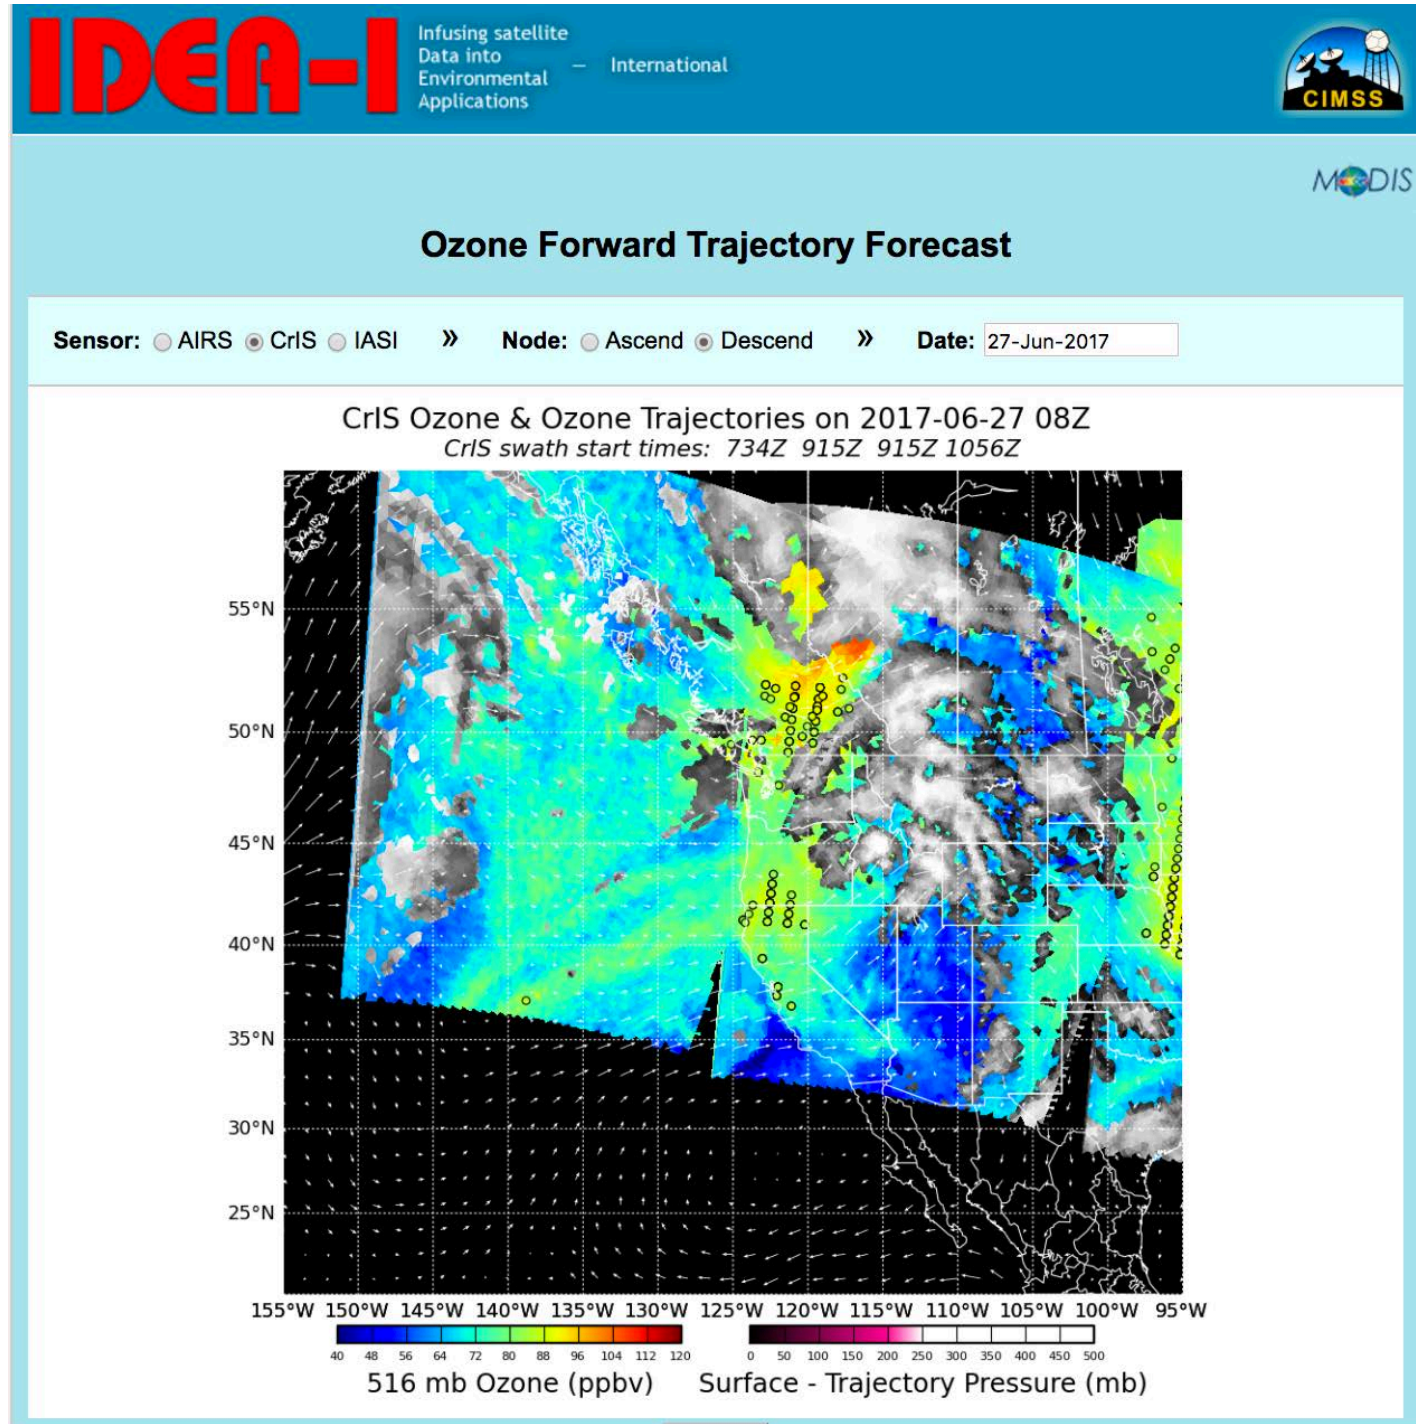 IDEA-I
Infusing satellite
Data into
Environmental
Applications
– International
CIMSS
MODIS
Ozone Forward Trajectory Forecast
Sensor: AIRS CrIS IASI » Node: Ascend Descend » Date: 27-Jun-2017
CrIS Ozone & Ozone Trajectories on 2017-06-27 08Z
CrIS swath start times: 734Z 915Z 915Z 1056Z
55°N
50°N
45°N
40°N
35°N
30°N
25°N
155°W 150°W 145°W 140°W 135°W 130°W 125°W 120°W 115°W 110°W 105°W 100°W 95°W
40 48 56 64 72 80 88 96 104 112 120
0 50 100 150 200 250 300 350 400 450 500
516 mb Ozone (ppbv)
Surface - Trajectory Pressure (mb)